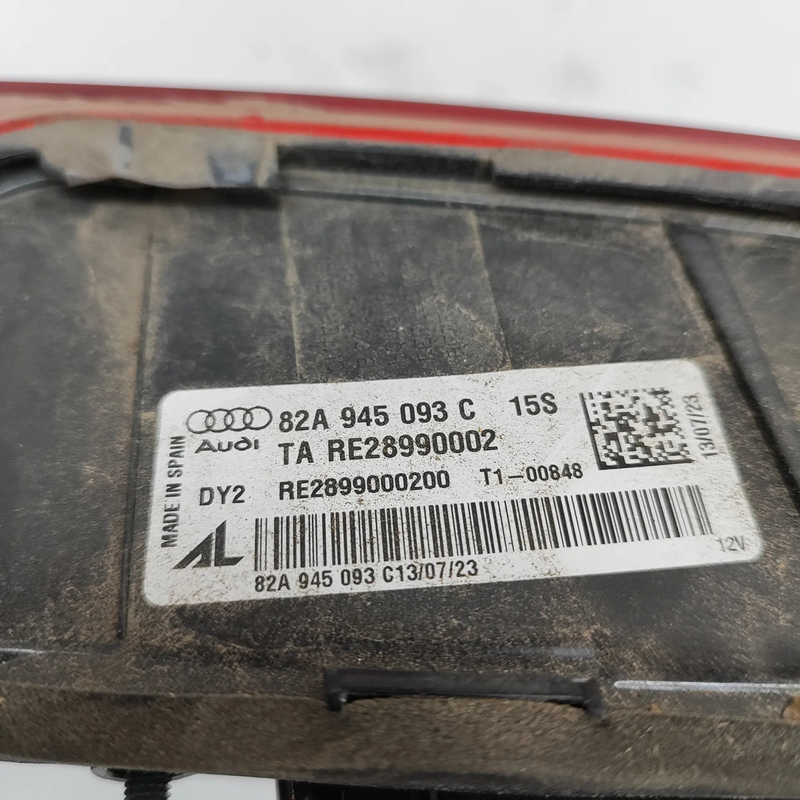 82A 945 093 C 15S
Audi
TA RE28990002
DY2 RE2899000200 T1-00848
MADE IN SPAIN
AL
82A 945 093 C13/07/23
13/07/23
12V